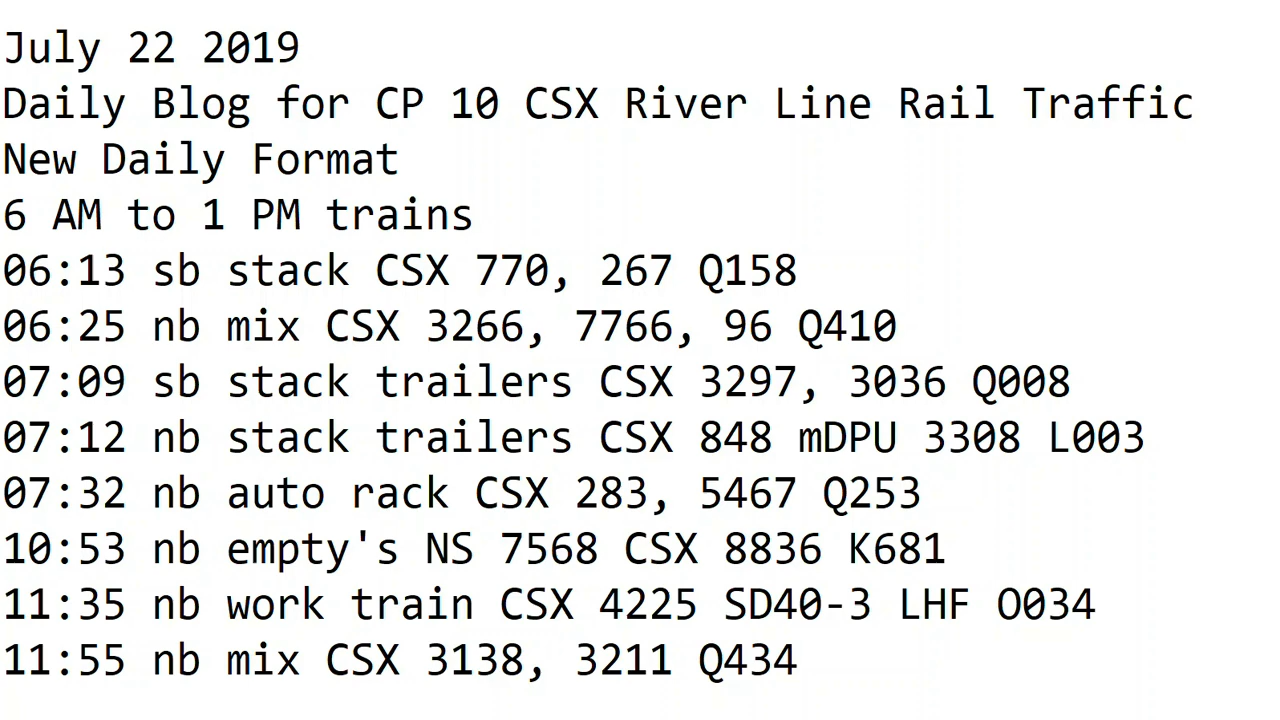 July 22 2019
Daily Blog for CP 10 CSX River Line Rail Traffic
New Daily Format
6 AM to 1 PM trains
06:13 sb stack CSX 770, 267 Q158
06:25 nb mix CSX 3266, 7766, 96 Q410
07:09 sb stack trailers CSX 3297, 3036 Q008
07:12 nb stack trailers CSX 848 mDPU 3308 L003
07:32 nb auto rack CSX 283, 5467 Q253
10:53 nb empty's NS 7568 CSX 8836 K681
11:35 nb work train CSX 4225 SD40-3 LHF O034
11:55 nb mix CSX 3138, 3211 Q434